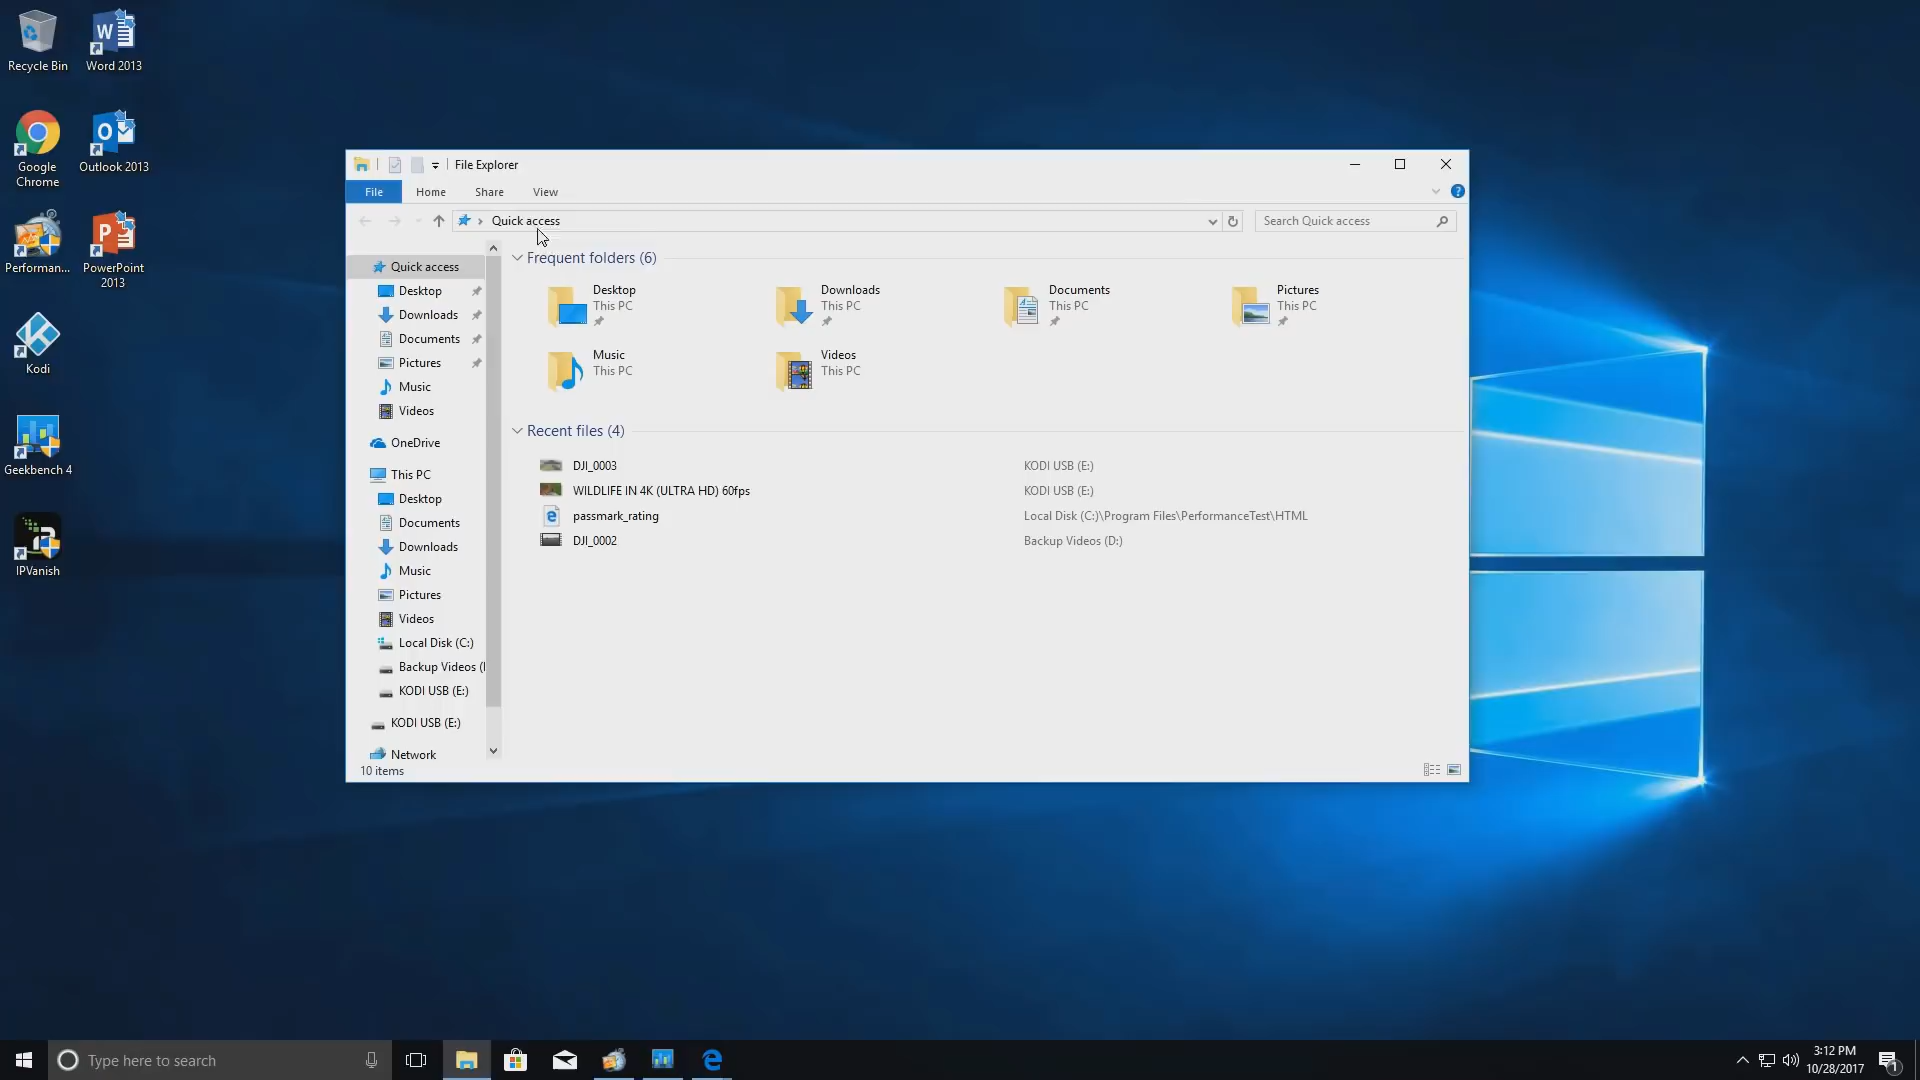 Recycle Bin
Word 2013
Google
Chrome
Outlook 2013
Performan...
PowerPoint
2013
Kodi
Geekbench 4
IPVanish
File Explorer
File
Home
Share
View
Quick access
Search Quick access
Quick access
Desktop
Downloads
Documents
Pictures
Music
Videos
OneDrive
This PC
Desktop
Documents
Downloads
Music
Pictures
Videos
Local Disk (C:)
Backup Videos (
KODI USB (E:)
KODI USB (E:)
Network
Frequent folders (6)
Desktop
This PC
Downloads
This PC
Documents
This PC
Pictures
This PC
Music
This PC
Videos
This PC
Recent files (4)
DJI_0003
KODI USB (E:)
WILDLIFE IN 4K (ULTRA HD) 60fps
KODI USB (E:)
passmark_rating
Local Disk (C:)\Program Files\PerformanceTest\HTML
DJI_0002
Backup Videos (D:)
10 items
Type here to search
3:12 PM
10/28/2017
1